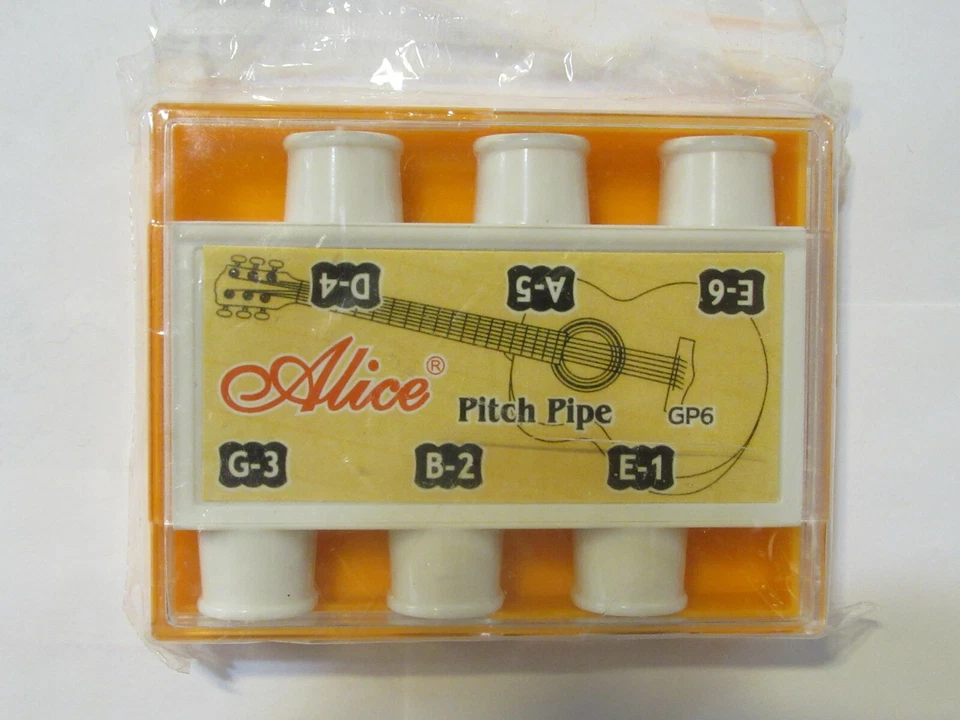 D-4 A-5 E-6
Alice®
Pitch Pipe GP6
G-3 B-2 E-1